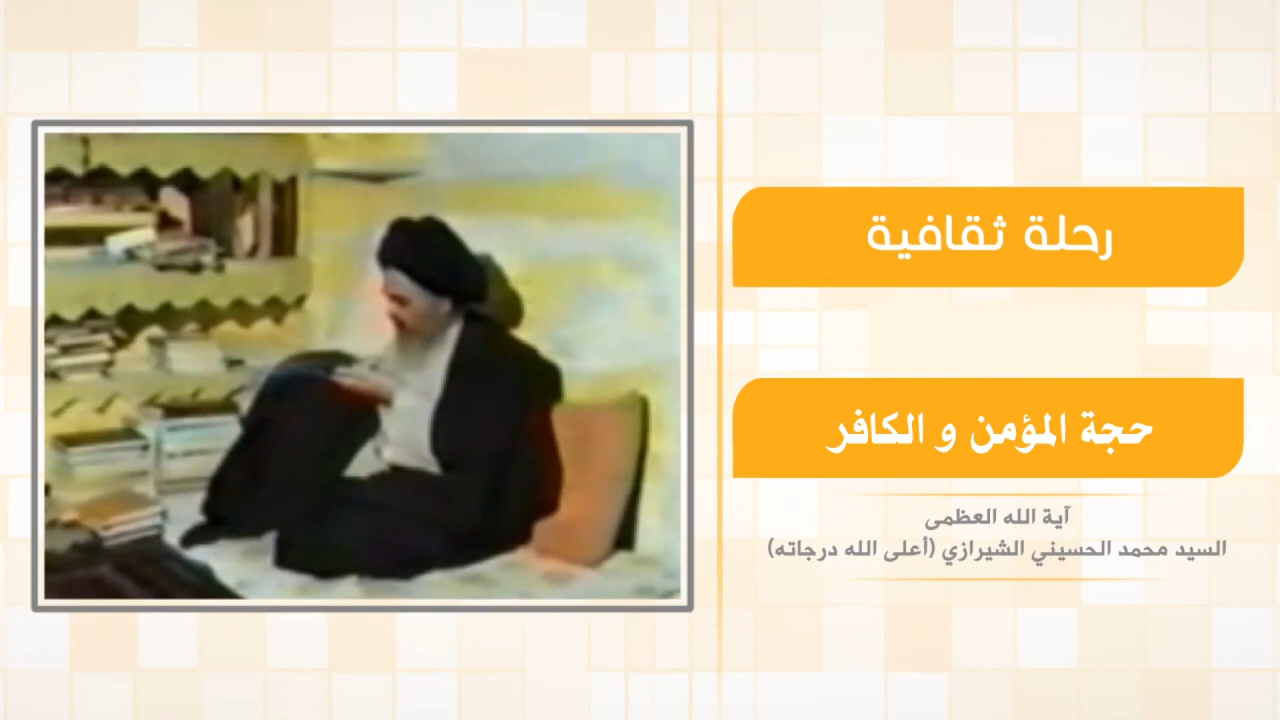 رحلة ثقافية
حجة المؤمن و الكافر
آية الله العظمى
السيد محمد الحسيني الشيرازي (أعلى الله درجاته)